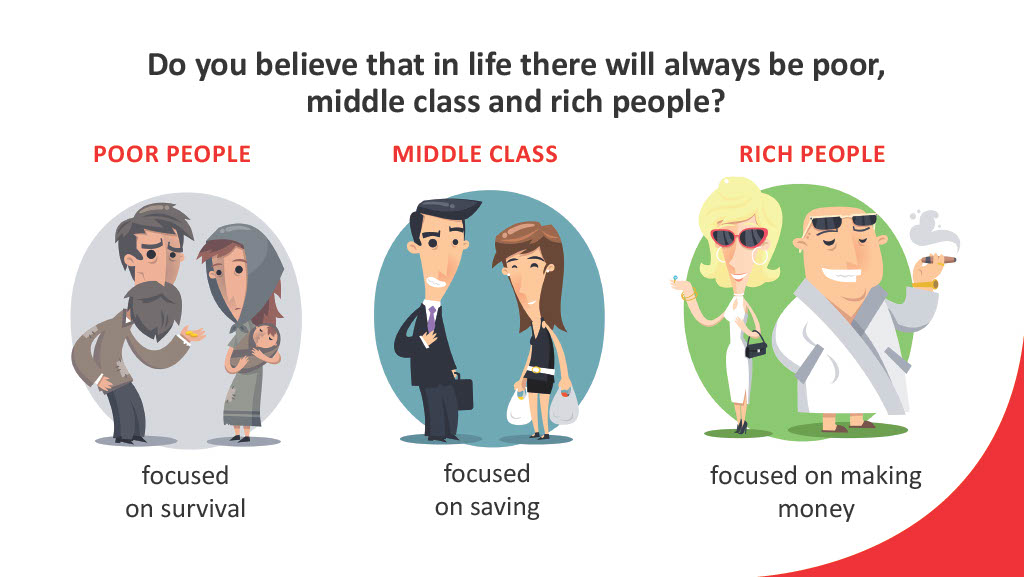 Do you believe that in life there will always be poor,
middle class and rich people?
POOR PEOPLE
MIDDLE CLASS
RICH PEOPLE
focused
on survival
focused
on saving
focused on making
money